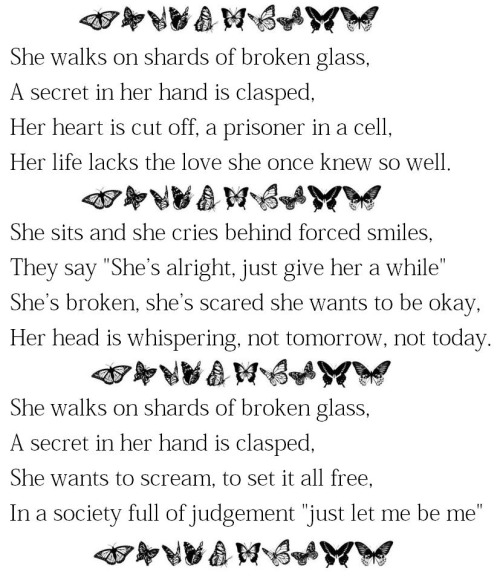 She walks on shards of broken glass,
A secret in her hand is clasped,
Her heart is cut off, a prisoner in a cell,
Her life lacks the love she once knew so well.
She sits and she cries behind forced smiles,
They say "She's alright, just give her a while"
She's broken, she's scared she wants to be okay,
Her head is whispering, not tomorrow, not today.
She walks on shards of broken glass,
A secret in her hand is clasped,
She wants to scream, to set it all free,
In a society full of judgement "just let me be me"